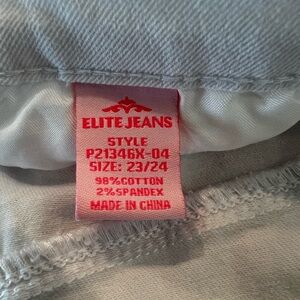 ELITE JEANS
STYLE
P21346X-04
SIZE: 23/24
98%COTTON
2%SPANDEX
MADE IN CHINA